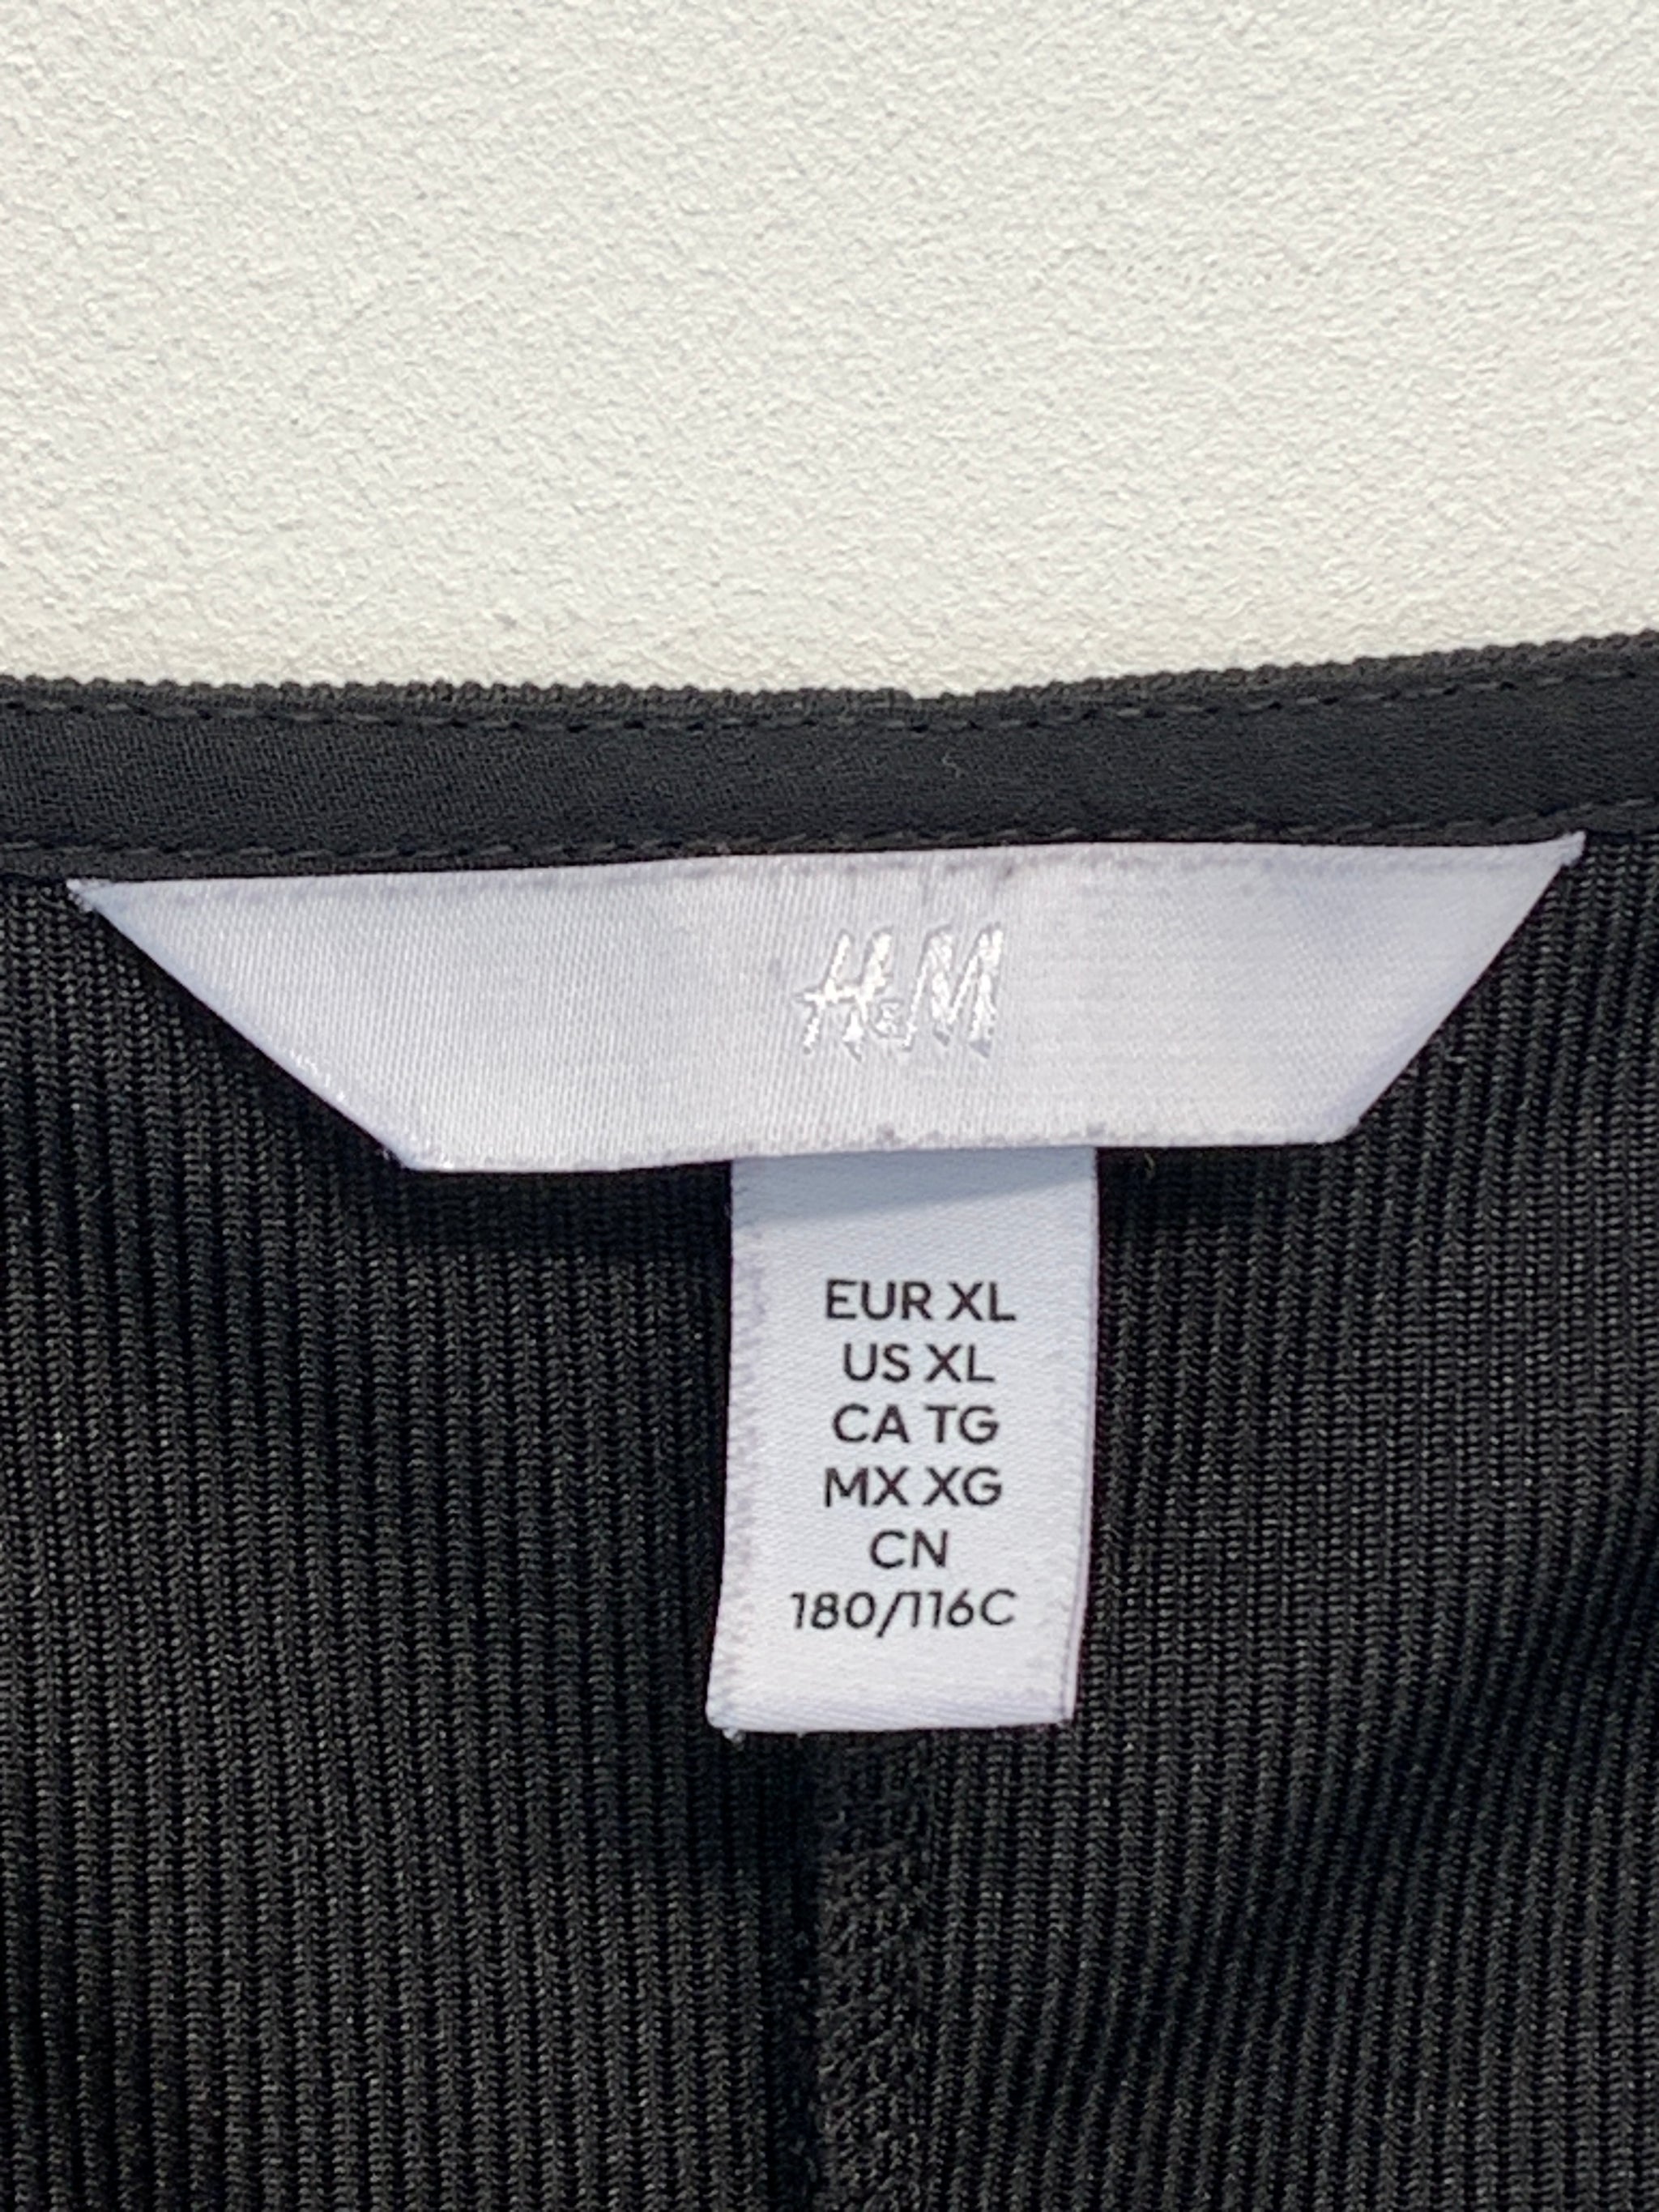 H&M
EUR XL
US XL
CA TG
MX XG
CN
180/116C